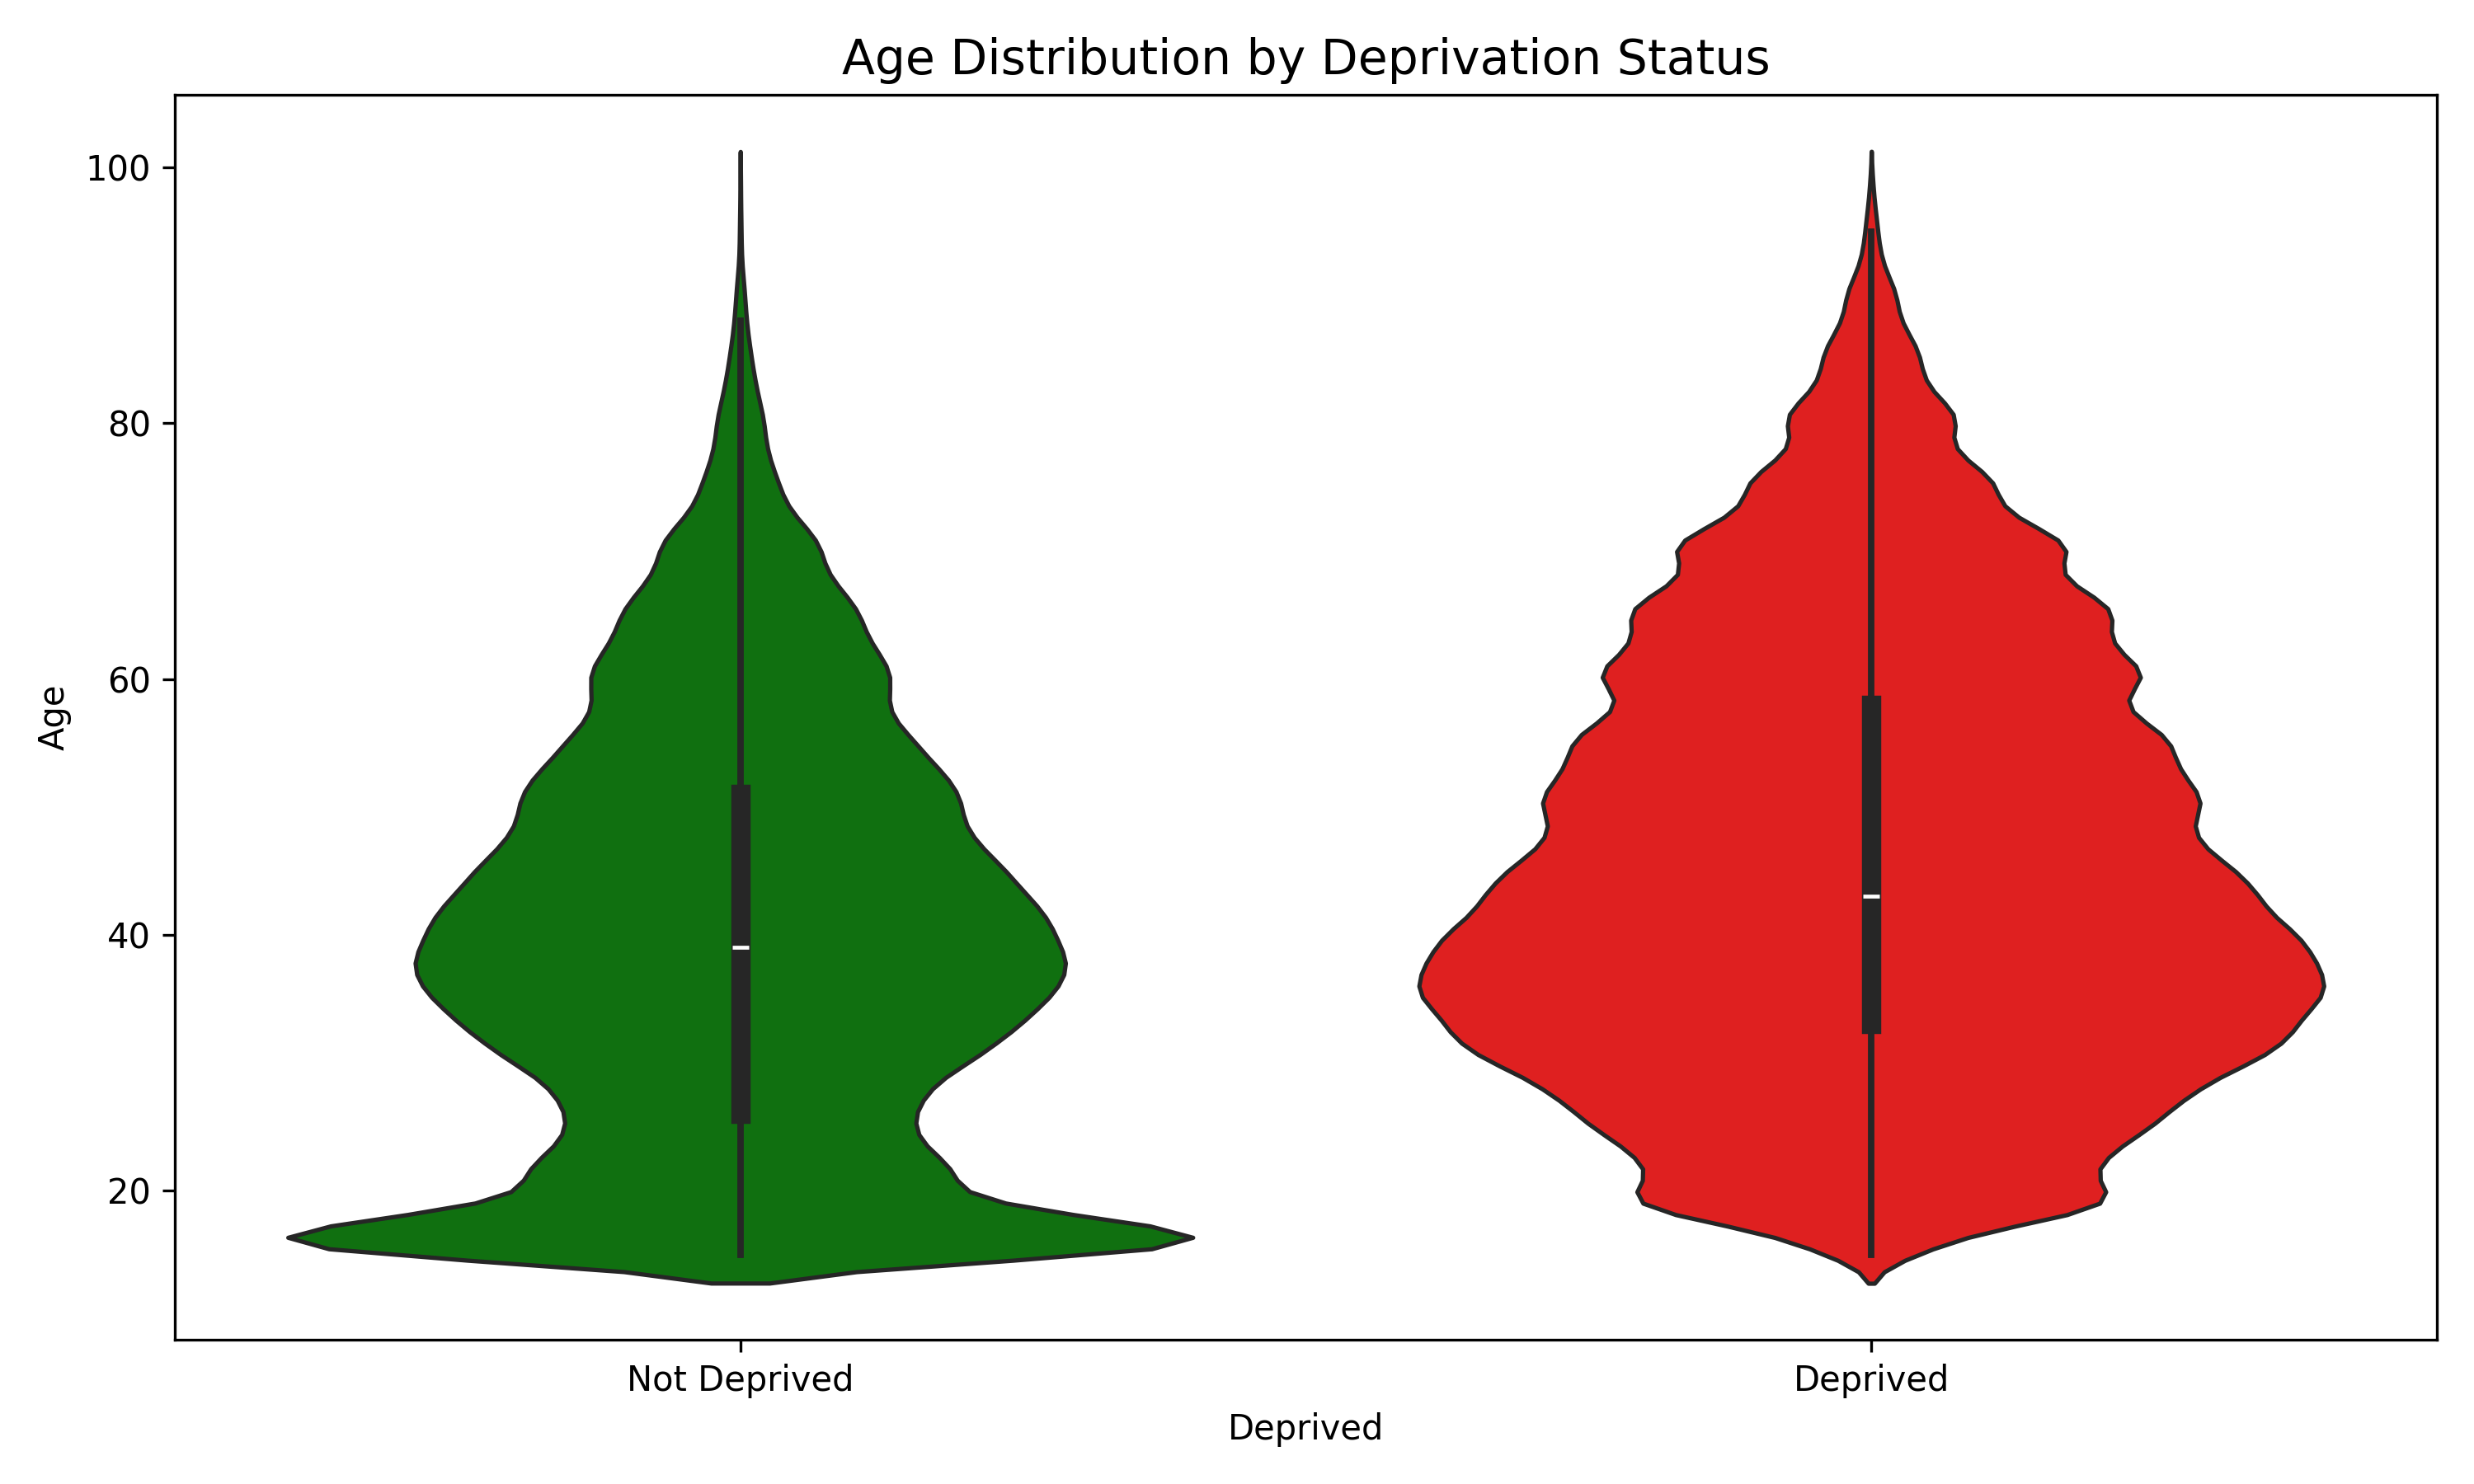 Age Distribution by Deprivation Status
100
80
60
40
20
Age
Not Deprived
Deprived
Deprived